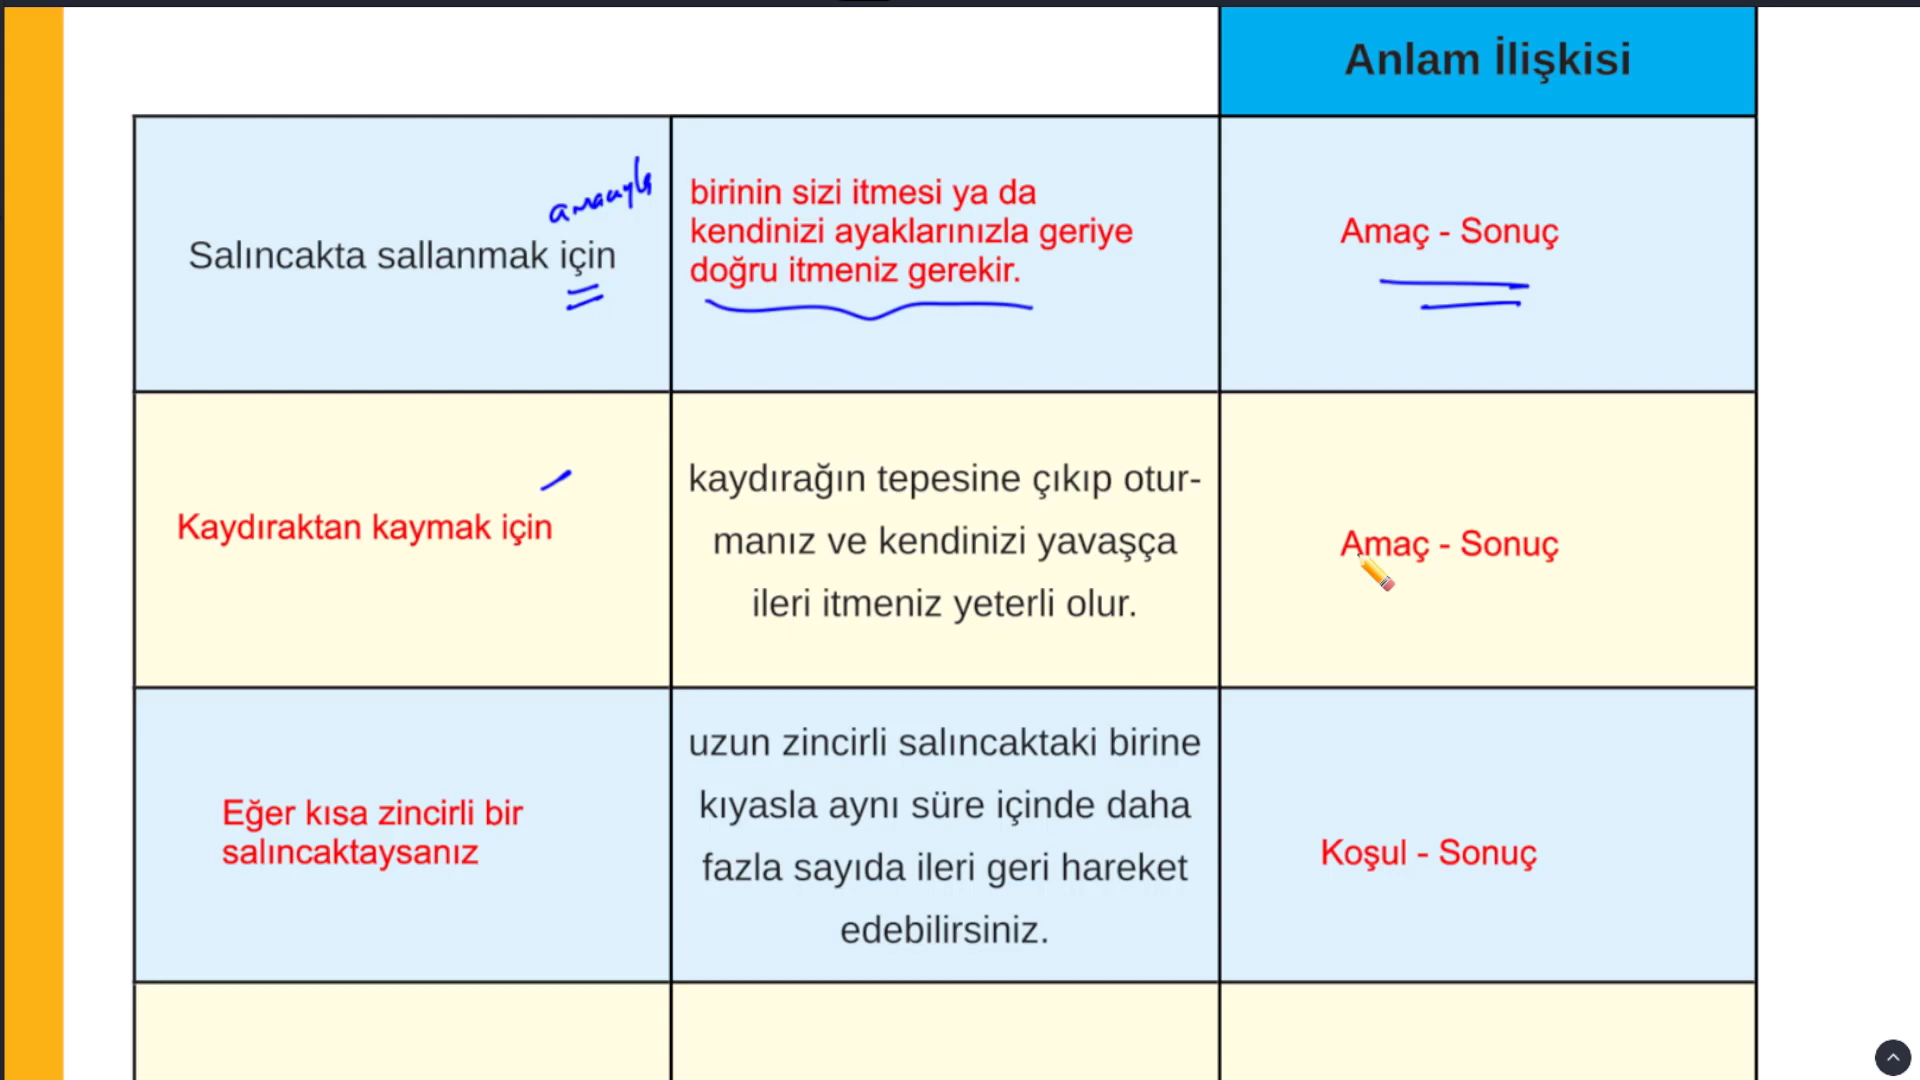 Anlam İlişkisi
amacıyla
Salıncakta sallanmak için
birinin sizi itmesi ya da
kendinizi ayaklarınızla geriye
doğru itmeniz gerekir.
Amaç - Sonuç
Kaydıraktan kaymak için
kaydırağın tepesine çıkıp otur-
manız ve kendinizi yavaşça
ileri itmeniz yeterli olur.
Amaç - Sonuç
Eğer kısa zincirli bir
salıncaktaysanız
uzun zincirli salıncaktaki birine
kıyasla aynı süre içinde daha
fazla sayıda ileri geri hareket
edebilirsiniz.
Koşul - Sonuç